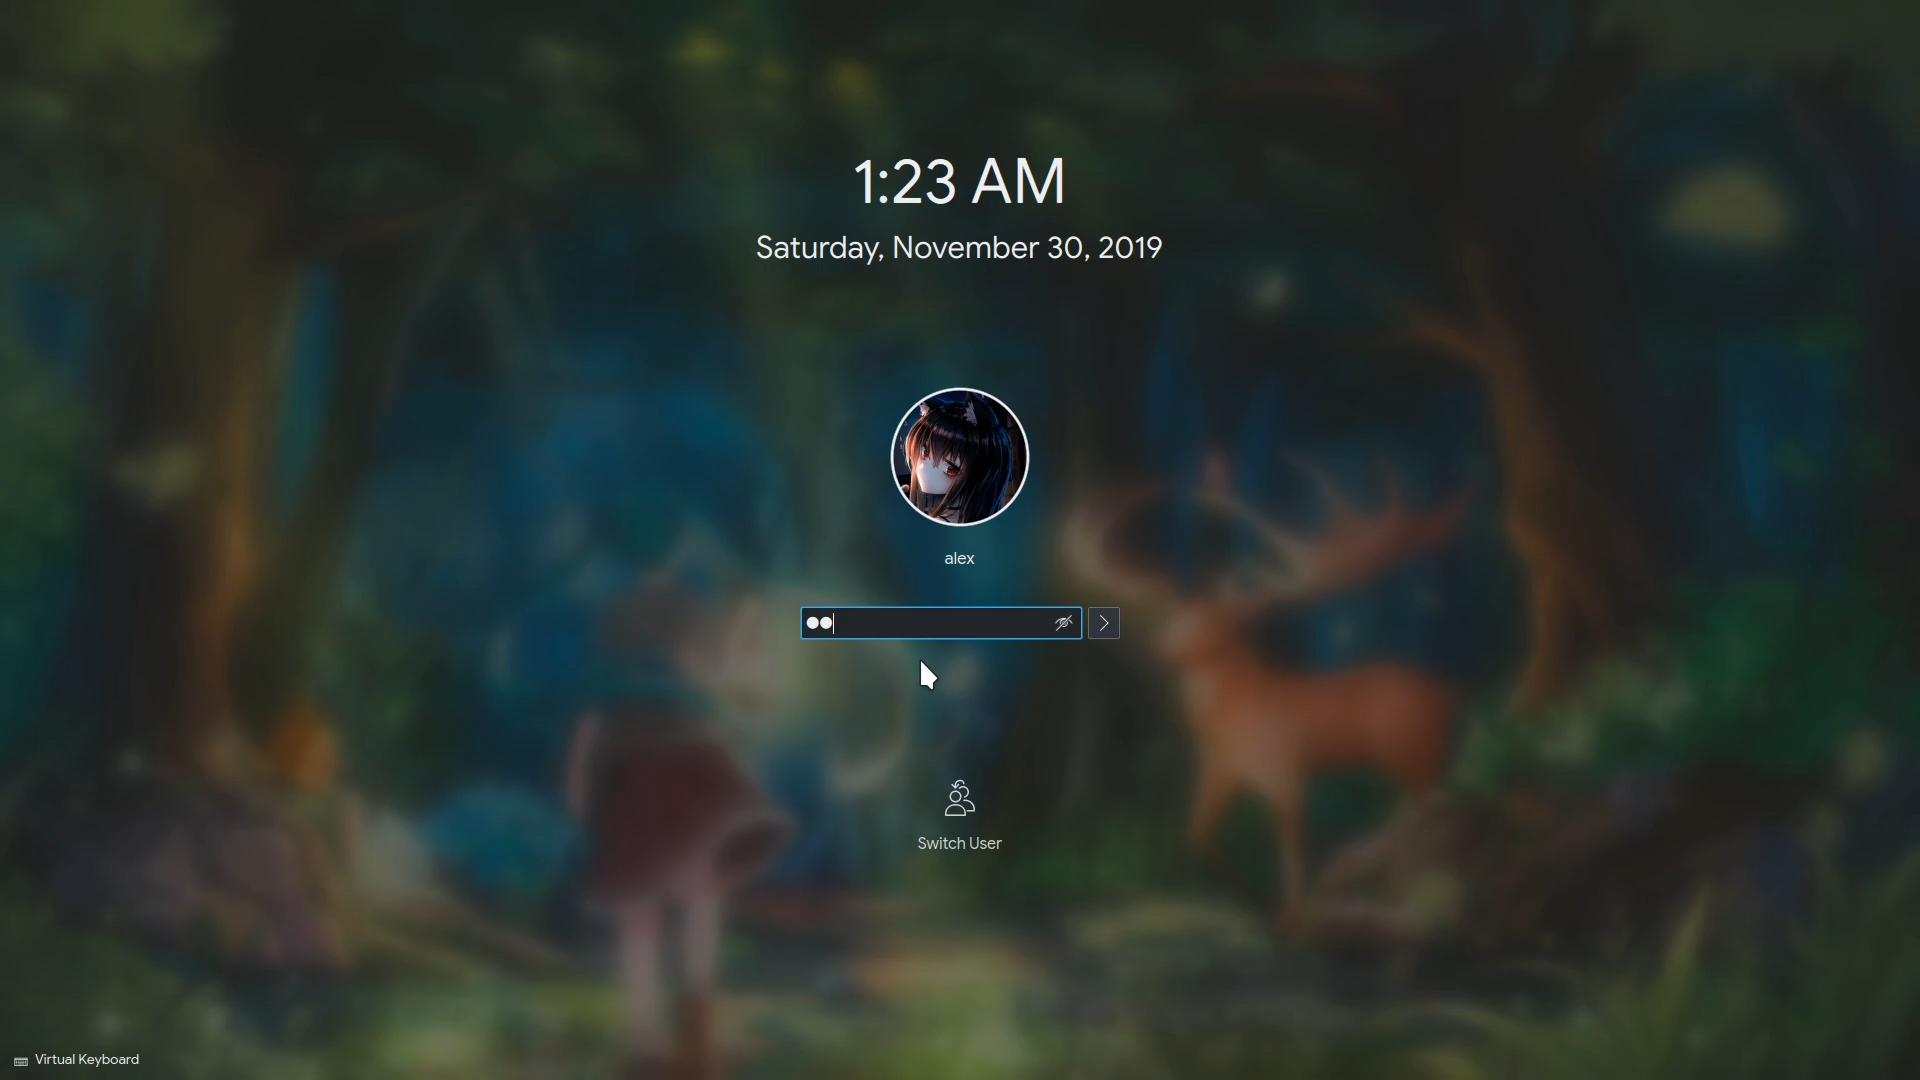 1:23 AM
Saturday, November 30, 2019
alex
Switch User
Virtual Keyboard